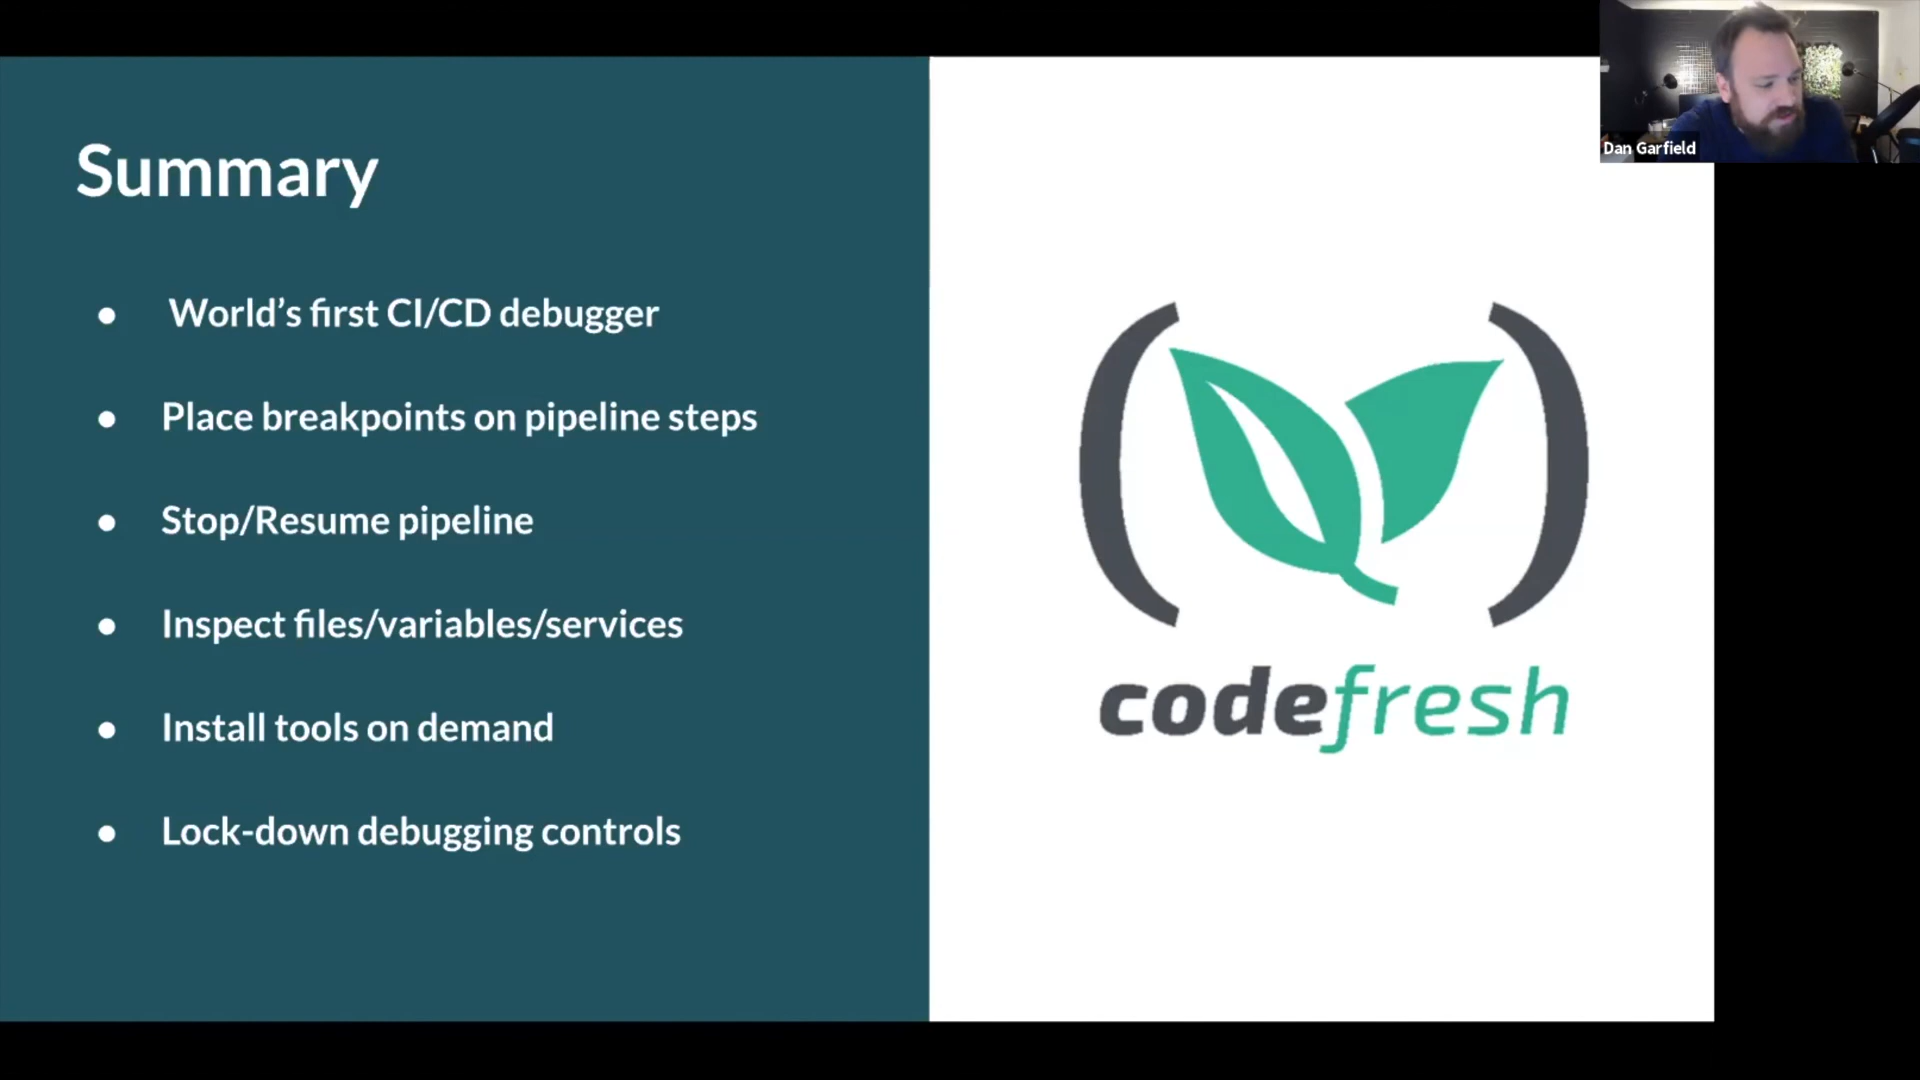 Dan Garfield
Summary
● World’s first CI/CD debugger
● Place breakpoints on pipeline steps
● Stop/Resume pipeline
● Inspect files/variables/services
● Install tools on demand
● Lock-down debugging controls
codefresh